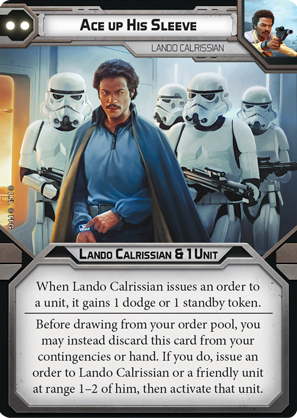 Ace up His Sleeve
Lando Calrissian
Lando Calrissian & 1 Unit
When Lando Calrissian issues an order to
a unit, it gains 1 dodge or 1 standby token.
Before drawing from your order pool, you
may instead discard this card from your
contingencies or hand. If you do, issue an
order to Lando Calrissian or a friendly unit
at range 1–2 of him, then activate that unit.